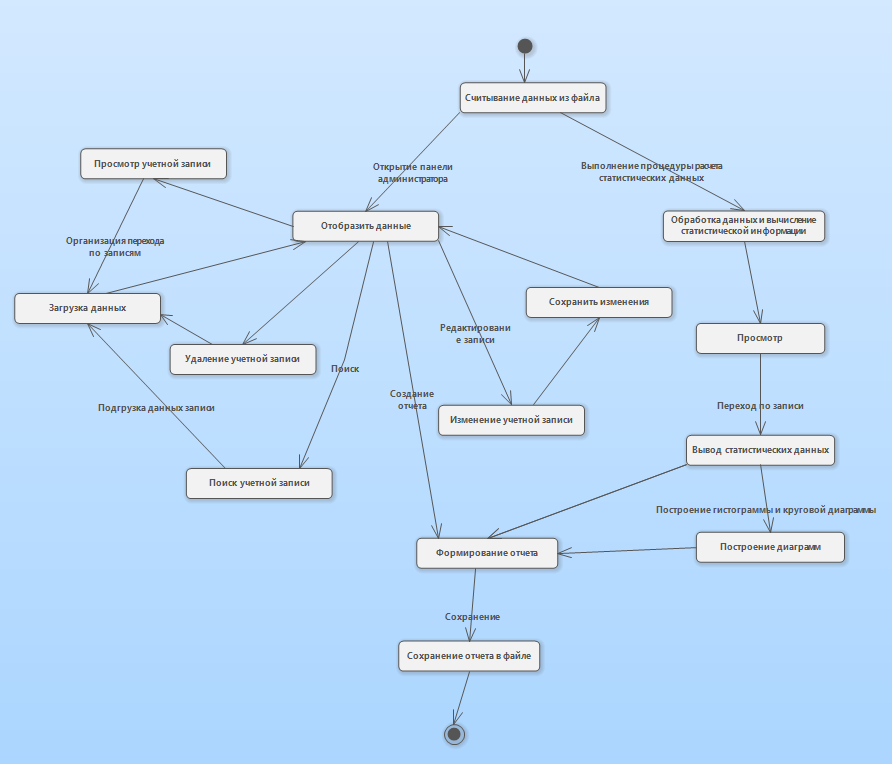 Считывание данных из файла
Открытие панели
администратора
Выполнение процедуры расчета
статистических данных
Просмотр учетной записи
Отобразить данные
Обработка данных и вычисление
статистической информации
Организация перехода
по записям
Загрузка данных
Сохранить изменения
Просмотр
Редактировани
е записи
Удаление учетной записи
Поиск
Создание
отчета
Подгрузка данных записи
Переход по записи
Изменение учетной записи
Вывод статистических данных
Поиск учетной записи
Построение гистограммы и круговой диаграммы
Формирование отчета
Построение диаграмм
Сохранение
Сохранение отчета в файле